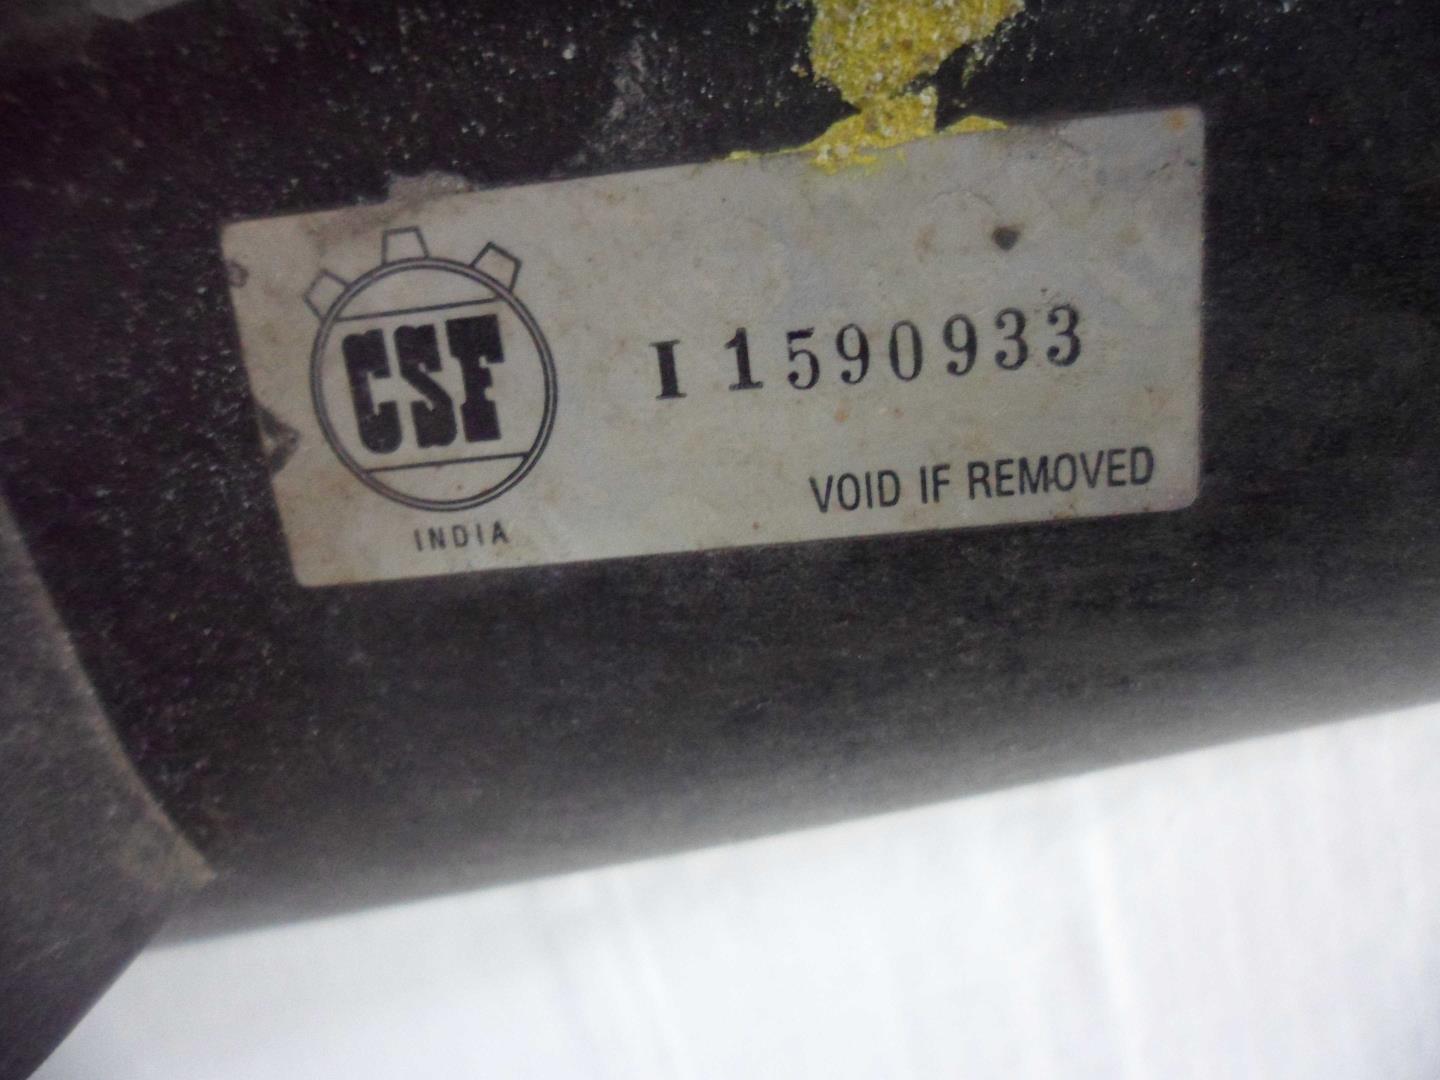 CSF
INDIA
I 1590933
VOID IF REMOVED